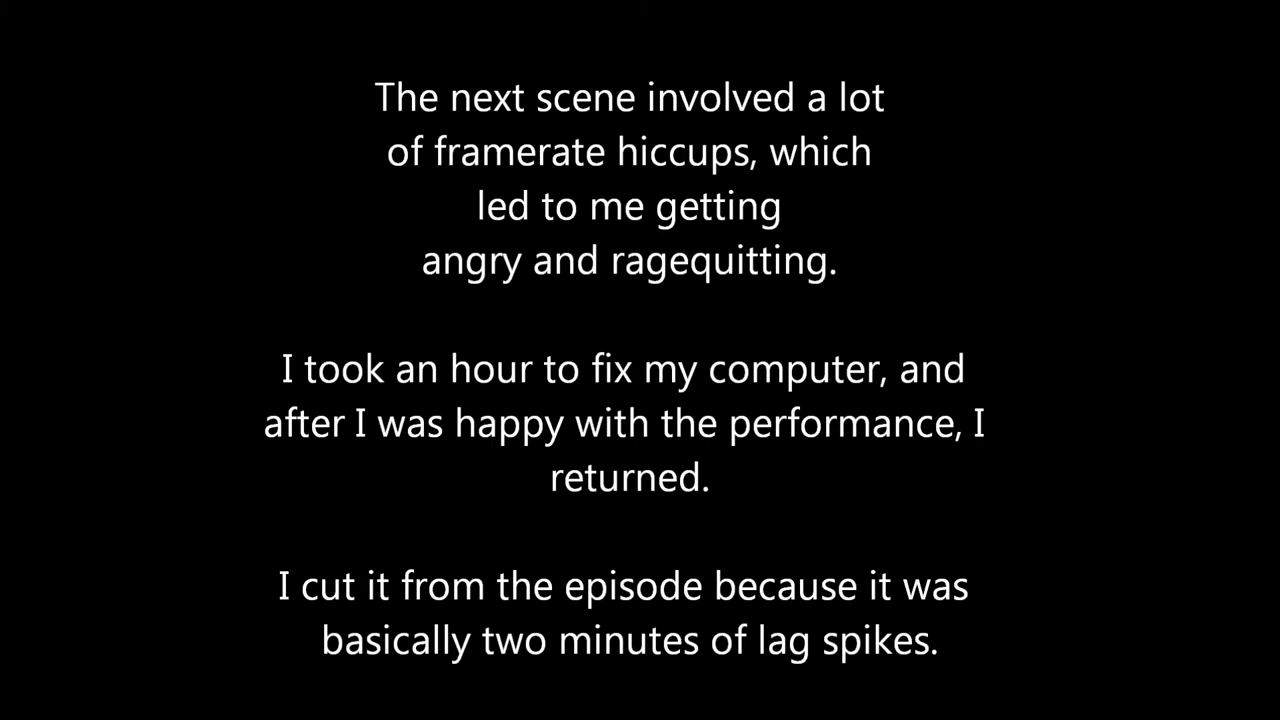 The next scene involved a lot
of framerate hiccups, which
led to me getting
angry and ragequitting.
I took an hour to fix my computer, and
after I was happy with the performance, I
returned.
I cut it from the episode because it was
basically two minutes of lag spikes.